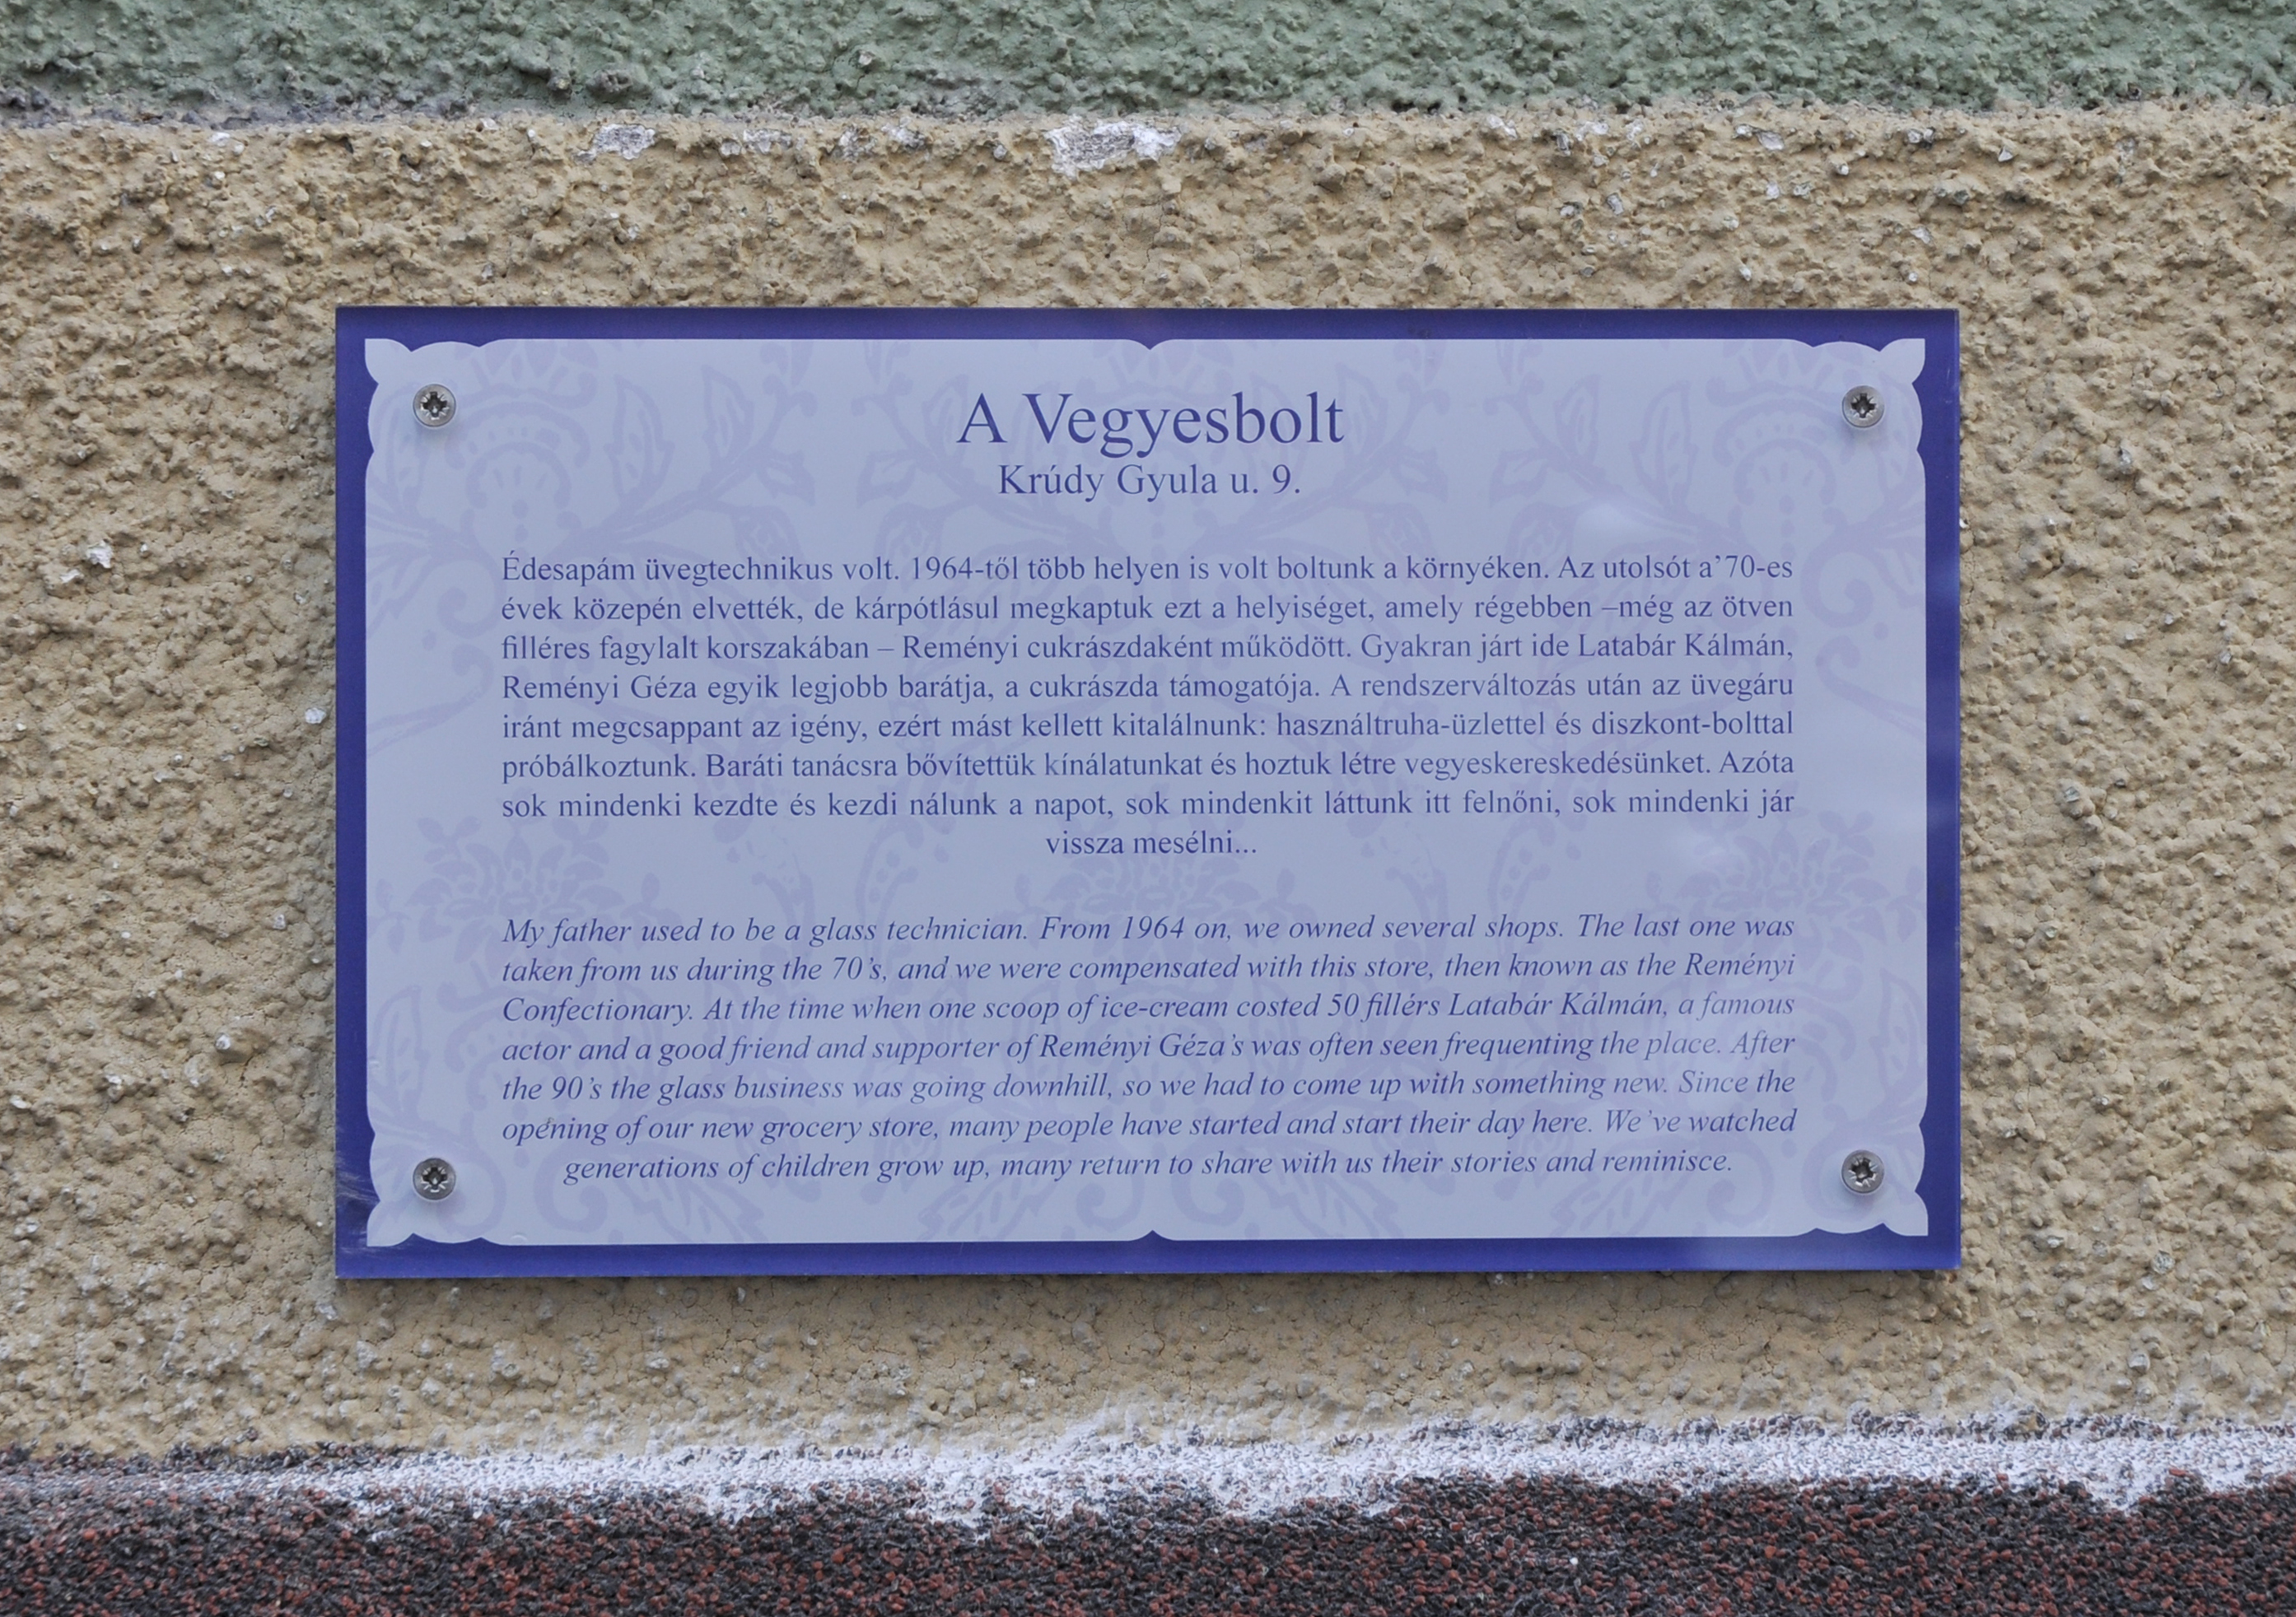 A Vegyesbolt
Krúdy Gyula u. 9.
Édesapám üvegtechnikus volt. 1964-től több helyen is volt boltunk a környéken. Az utolsót a’70-es
évek közepén elvették, de kárpótlásul megkaptuk ezt a helyiséget, amely régebben –még az ötven
filléres fagylalt korszakában – Reményi cukrászdaként működött. Gyakran járt ide Latabár Kálmán,
Reményi Géza egyik legjobb barátja, a cukrászda támogatója. A rendszerváltozás után az üvegáru
iránt megcsappant az igény, ezért mást kellett kitalálnunk: használtruha-üzlettel és diszkont-bolttal
próbálkoztunk. Baráti tanácsra bővítettük kínálatunkat és hoztuk létre vegyeskereskedésünket. Azóta
sok mindenki kezdte és kezdi nálunk a napot, sok mindenkit láttunk itt felnőni, sok mindenki jár
vissza mesélni...
My father used to be a glass technician. From 1964 on, we owned several shops. The last one was
taken from us during the 70’s, and we were compensated with this store, then known as the Reményi
Confectionary. At the time when one scoop of ice-cream costed 50 fillérs Latabár Kálmán, a famous
actor and a good friend and supporter of Reményi Géza’s was often seen frequenting the place. After
the 90’s the glass business was going downhill, so we had to come up with something new. Since the
opening of our new grocery store, many people have started and start their day here. We’ve watched
generations of children grow up, many return to share with us their stories and reminisce.